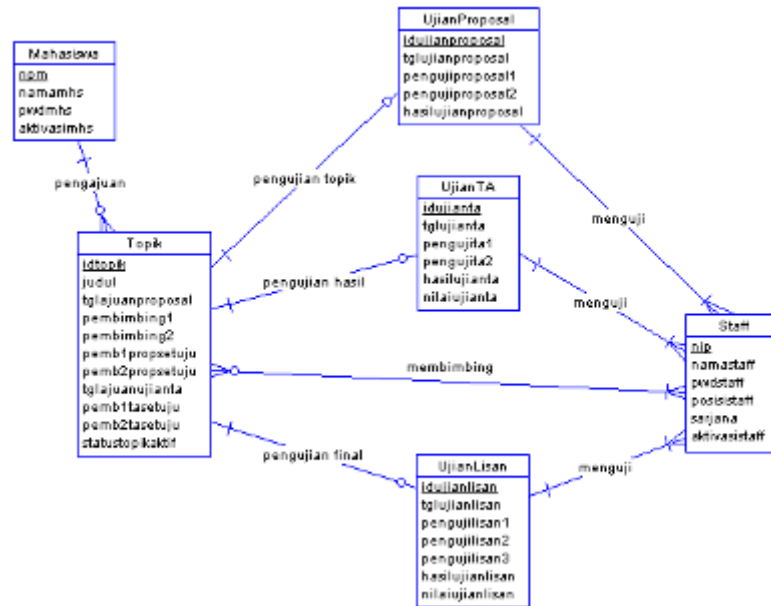 Mahasiswa
npm
namamhs
pwdmhs
aktivasimhs
pengajuan
UjianProposal
idujianproposal
tglujianproposal
pengujiproposal1
pengujiproposal2
hasilujianproposal
pengujian topik
menguji
Topik
idtopik
judul
tglajuanproposal
pembimbing1
pembimbing2
pemb1propsetuju
pemb2propsetuju
tglajuanujianta
pemb1tasetuju
pemb2tasetuju
statustopikaktif
UjianTA
idujianta
tglujianta
pengujita1
pengujita2
hasilujianta
nilaiujianta
pengujian hasil
menguji
membimbing
Staff
nip
namastaff
pwdstaff
posisistaff
sarjana
aktivasistaff
pengujian final
UjianLisan
idujianlisan
tglujianlisan
pengujilisan1
pengujilisan2
pengujilisan3
hasilujianlisan
nilaiujianlisan
menguji